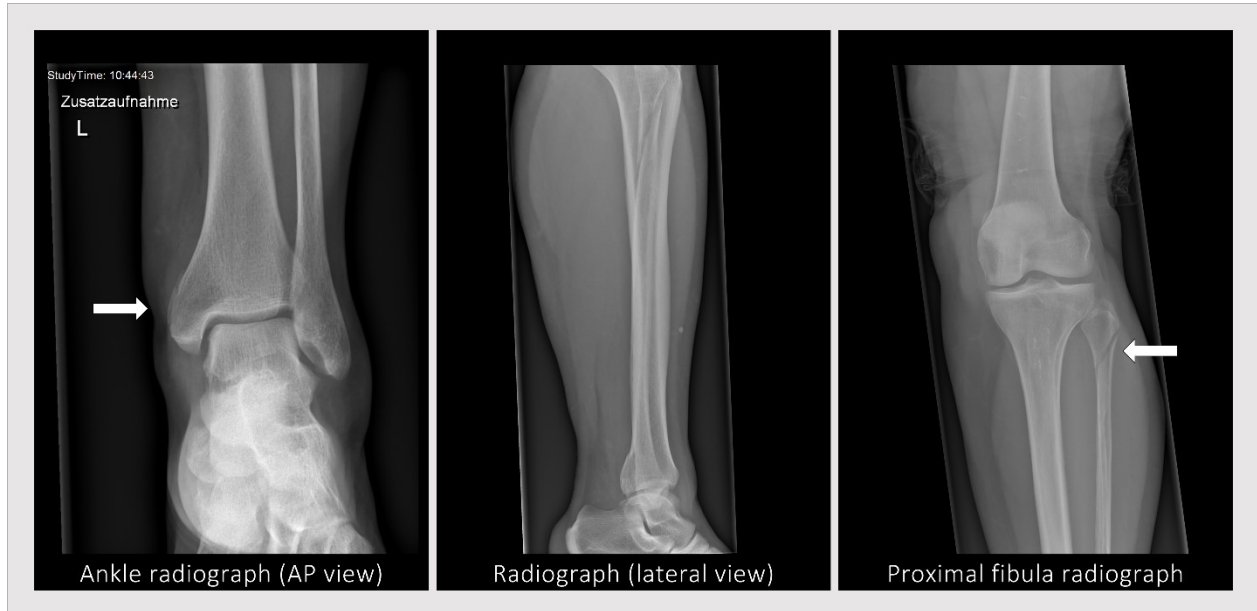 StudyTime: 10:44:43
Zusatzaufnahme
L
Ankle radiograph (AP view)
Radiograph (lateral view)
Proximal fibula radiograph